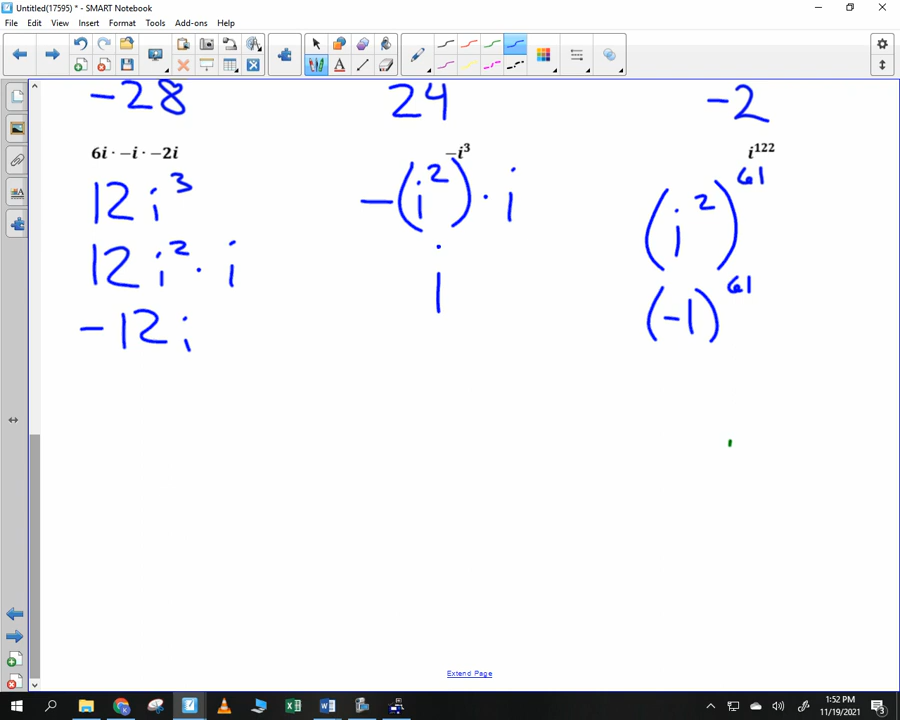 Untitled(17595) * - SMART Notebook
File Edit View Insert Format Tools Add-ons Help
-28 24 -2
6i · −i · −2i
12 i³
12 i² · i
-12 i
−i³
-(i²) · i
i
i¹²²
(i²)⁶¹
(-1)⁶¹
Extend Page
1:52 PM
11/19/2021
3